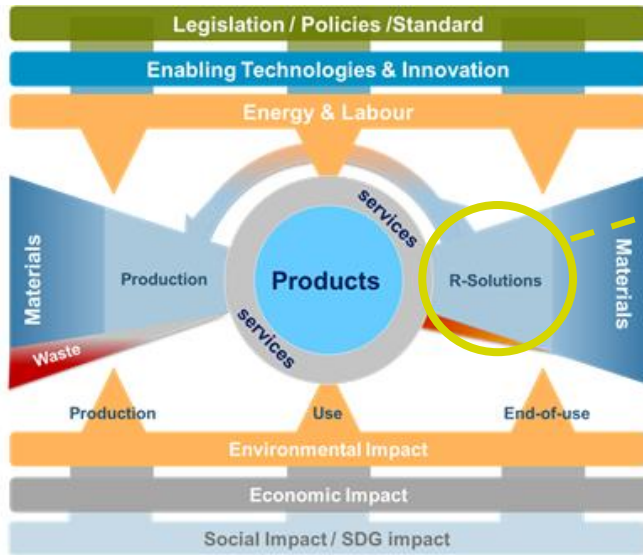 Legislation / Policies /Standard
Enabling Technologies & Innovation
Energy & Labour
Materials
Production
services
Products
services
R-Solutions
Materials
Waste
Production
Use
End-of-use
Environmental Impact
Economic Impact
Social Impact / SDG impact